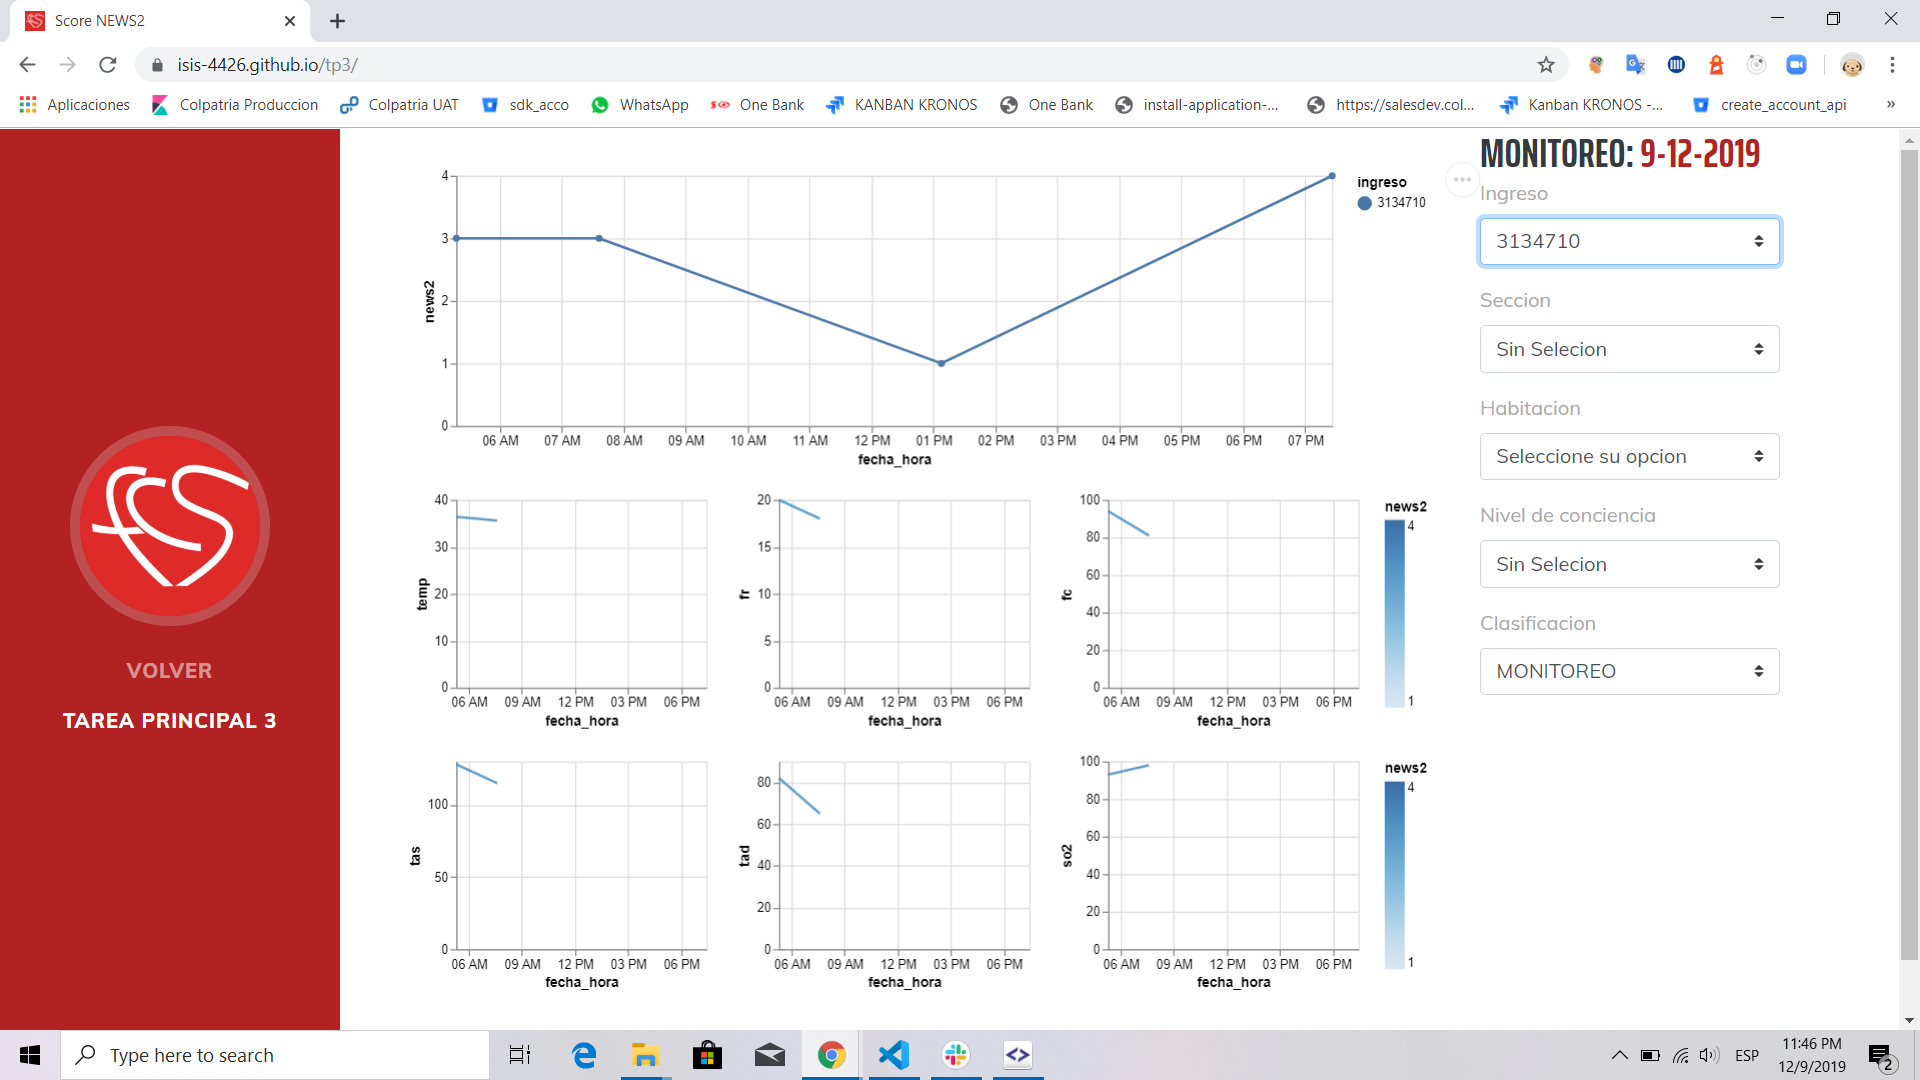 Score NEWS2
isis-4426.github.io/tp3/
Aplicaciones
Colpatria Produccion
Colpatria UAT
sdk_acco
WhatsApp
One Bank
KANBAN KRONOS
One Bank
install-application-...
https://salesdev.col...
Kanban KRONOS -...
create_account_api
»
VOLVER
TAREA PRINCIPAL 3
4
3
2
1
0
news2
06 AM 07 AM 08 AM 09 AM 10 AM 11 AM 12 PM 01 PM 02 PM 03 PM 04 PM 05 PM 06 PM 07 PM
fecha_hora
ingreso
3134710
40
30
20
10
0
temp
06 AM 09 AM 12 PM 03 PM 06 PM
fecha_hora
20
15
10
5
0
fr
06 AM 09 AM 12 PM 03 PM 06 PM
fecha_hora
100
80
60
40
20
0
fc
06 AM 09 AM 12 PM 03 PM 06 PM
fecha_hora
news2
4
1
100
50
0
tas
06 AM 09 AM 12 PM 03 PM 06 PM
fecha_hora
80
60
40
20
0
tad
06 AM 09 AM 12 PM 03 PM 06 PM
fecha_hora
100
80
60
40
20
0
so2
06 AM 09 AM 12 PM 03 PM 06 PM
fecha_hora
news2
4
1
MONITOREO: 9-12-2019
Ingreso
3134710
Seccion
Sin Selecion
Habitacion
Seleccione su opcion
Nivel de conciencia
Sin Selecion
Clasificacion
MONITOREO
Type here to search
ESP
11:46 PM
12/9/2019
2